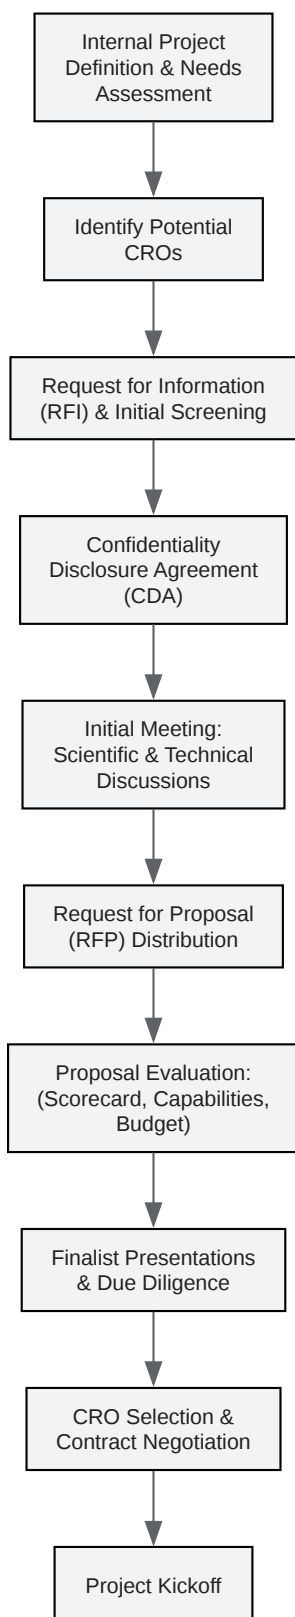 Internal Project
Definition & Needs
Assessment
Identify Potential
CROs
Request for Information
(RFI) & Initial Screening
Confidentiality
Disclosure Agreement
(CDA)
Initial Meeting:
Scientific & Technical
Discussions
Request for Proposal
(RFP) Distribution
Proposal Evaluation:
(Scorecard, Capabilities,
Budget)
Finalist Presentations
& Due Diligence
CRO Selection &
Contract Negotiation
Project Kickoff